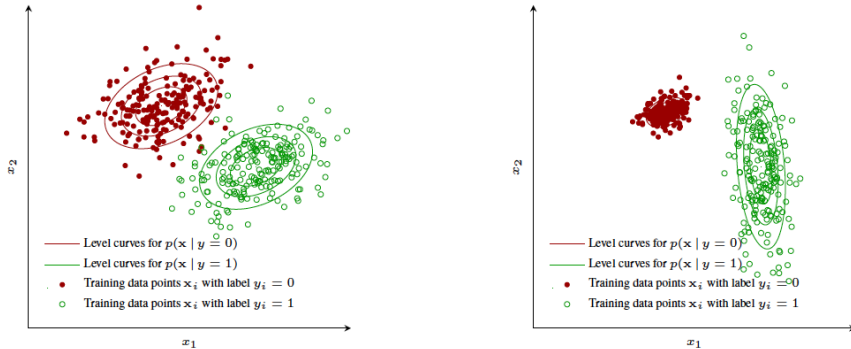 x₂
Level curves for p(x | y = 0)
Level curves for p(x | y = 1)
Training data points xᵢ with label yᵢ = 0
Training data points xᵢ with label yᵢ = 1
x₁
x₂
Level curves for p(x | y = 0)
Level curves for p(x | y = 1)
Training data points xᵢ with label yᵢ = 0
Training data points xᵢ with label yᵢ = 1
x₁